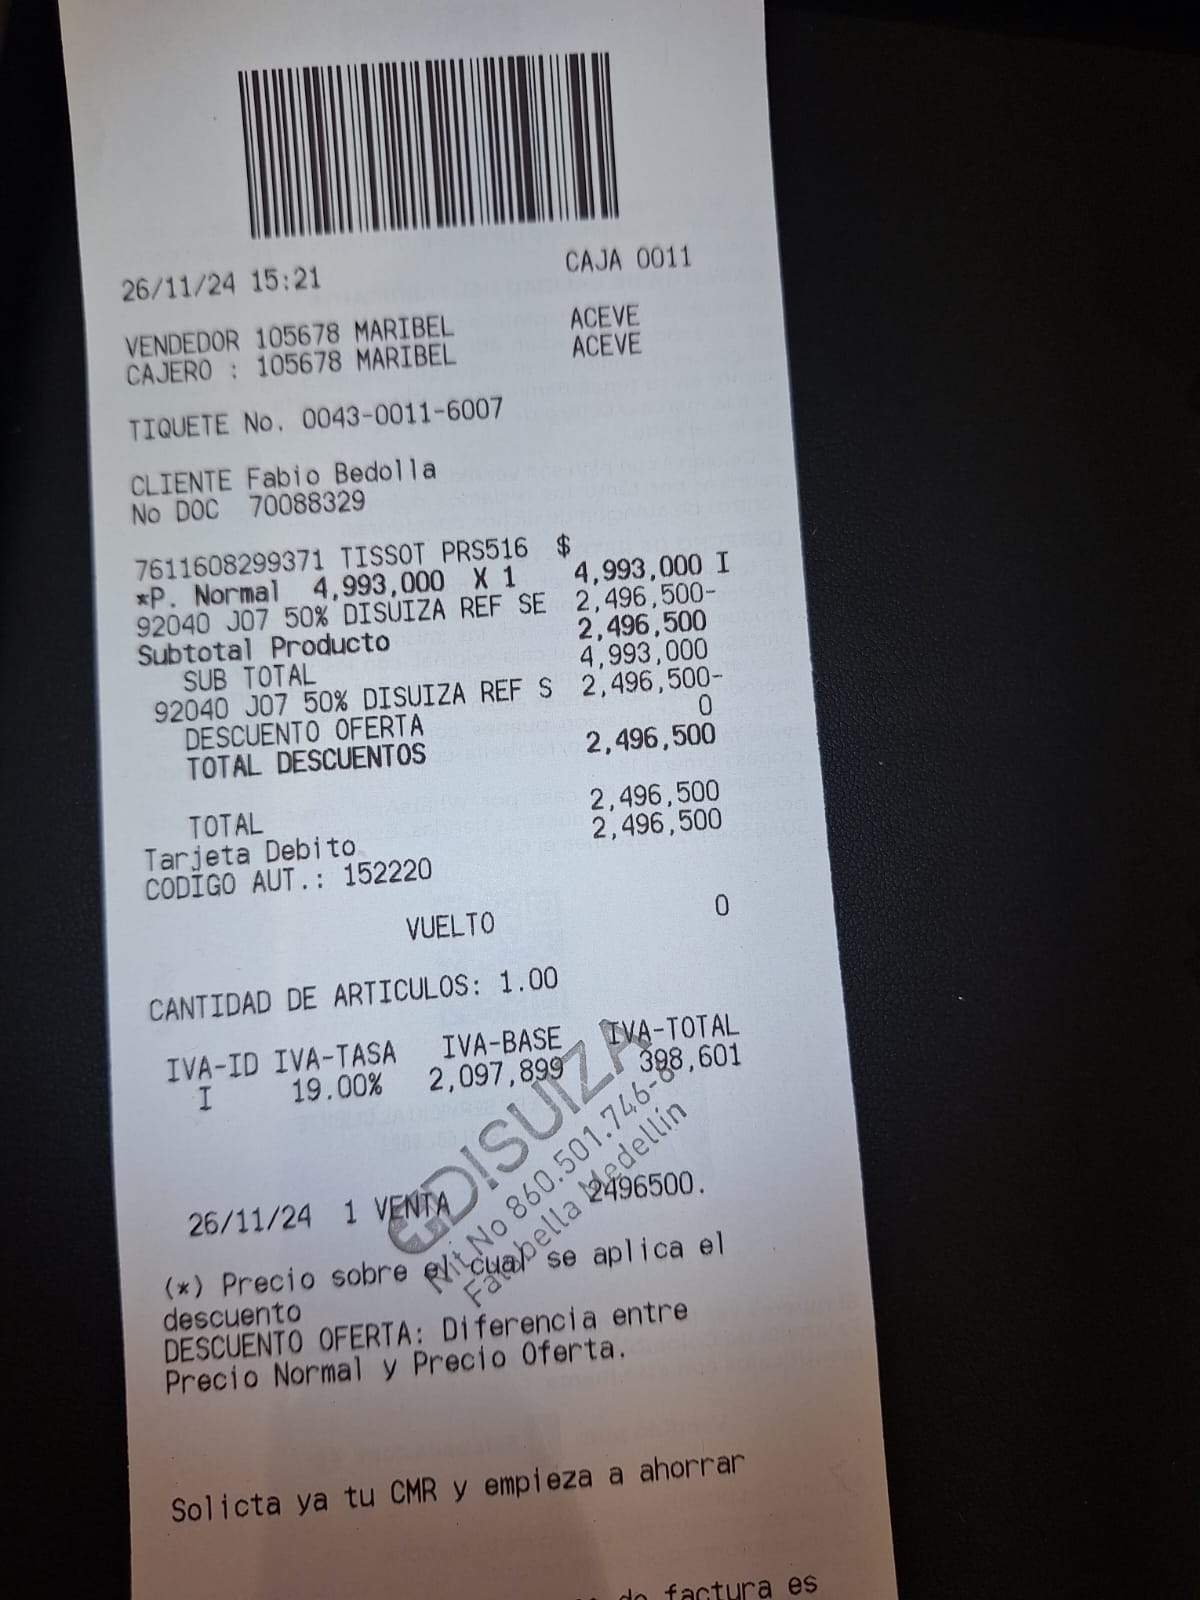 26/11/24 15:21 CAJA 0011
VENDEDOR 105678 MARIBEL ACEVE
CAJERO : 105678 MARIBEL ACEVE
TIQUETE No. 0043-0011-6007
CLIENTE Fabio Bedolla
No DOC 70088329
7611608299371 TISSOT PRS516 $
*P. Normal 4,993,000 X 1 4,993,000 I
92040 J07 50% DISUIZA REF SE 2,496,500-
Subtotal Producto 2,496,500
SUB TOTAL 4,993,000
92040 J07 50% DISUIZA REF S 2,496,500-
DESCUENTO OFERTA 0
TOTAL DESCUENTOS 2,496,500
TOTAL 2,496,500
Tarjeta Debito 2,496,500
CODIGO AUT.: 152220
VUELTO 0
CANTIDAD DE ARTICULOS: 1.00
IVA-ID IVA-TASA IVA-BASE IVA-TOTAL
I 19.00% 2,097,899 398,601
DISUIZA
Nit No 860.501.746-8
Falabella Medellín
26/11/24 1 VENTA 2496500.
(*) Precio sobre el cual se aplica el
descuento
DESCUENTO OFERTA: Diferencia entre
Precio Normal y Precio Oferta.
Solicta ya tu CMR y empieza a ahorrar
de factura es